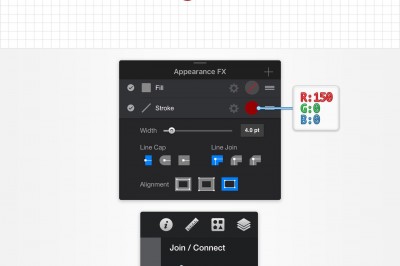 Appearance FX
Fill
Stroke
R:150
G:0
B:0
Width
4.0 pt
Line Cap
Line Join
Alignment
Join / Connect